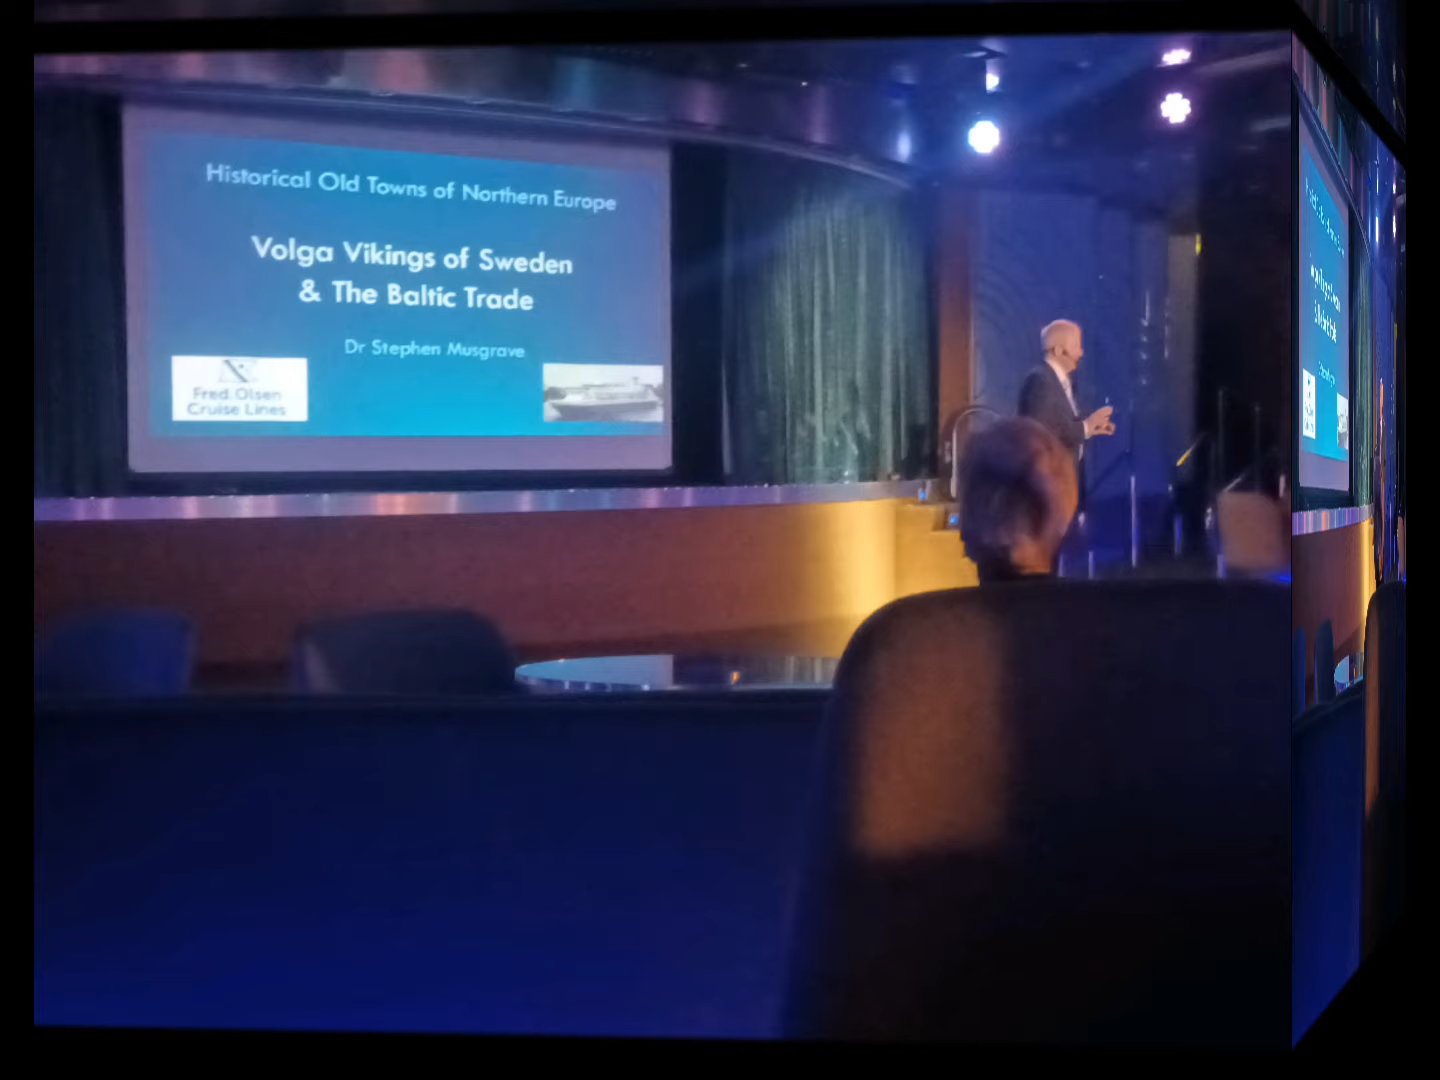 Historical Old Towns of Northern Europe
Volga Vikings of Sweden
& The Baltic Trade
Dr Stephen Musgrave
Fred. Olsen
Cruise Lines